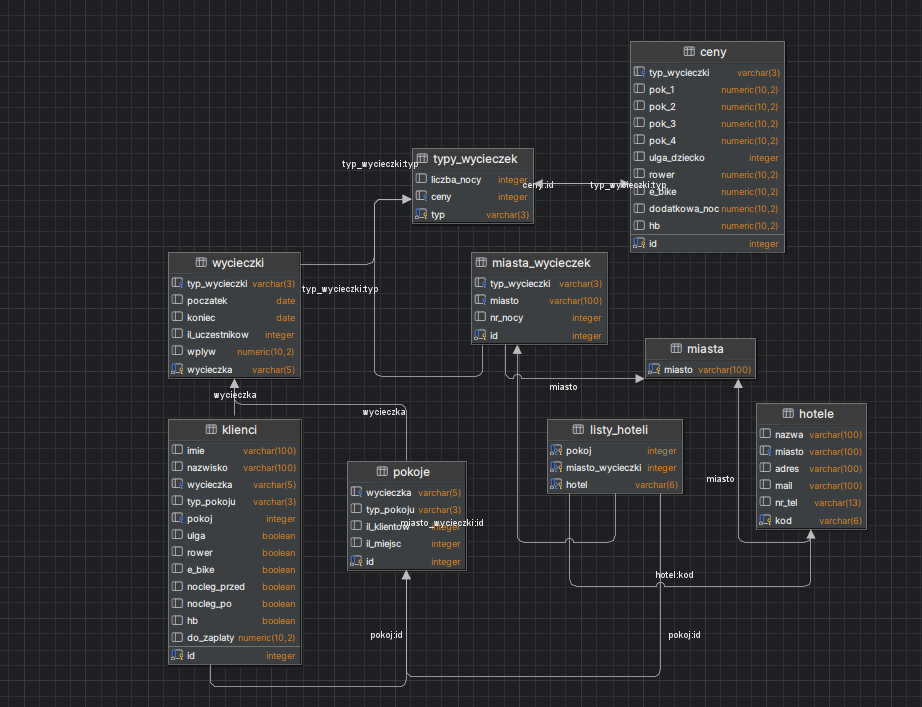 ceny
typ_wycieczki varchar(3)
pok_1 numeric(10,2)
pok_2 numeric(10,2)
pok_3 numeric(10,2)
pok_4 numeric(10,2)
ulga_dziecko integer
rower numeric(10,2)
e_bike numeric(10,2)
dodatkowa_noc numeric(10,2)
hb numeric(10,2)
id integer
typy_wycieczek
liczba_nocy integer
ceny integer
typ varchar(3)
typ_wycieczki:typ
ceny:id
typ_wycieczki:typ
wycieczki
typ_wycieczki varchar(3)
poczatek date
koniec date
il_uczestnikow integer
wplyw numeric(10,2)
wycieczka varchar(5)
typ_wycieczki:typ
miasta_wycieczek
typ_wycieczki varchar(3)
miasto varchar(100)
nr_nocy integer
id integer
miasta
miasto varchar(100)
miasto
wycieczka
wycieczka
klienci
imie varchar(100)
nazwisko varchar(100)
wycieczka varchar(5)
typ_pokoju varchar(3)
pokoj integer
ulga boolean
rower boolean
e_bike boolean
nocleg_przed boolean
nocleg_po boolean
hb boolean
do_zaplaty numeric(10,2)
id integer
pokoje
wycieczka varchar(5)
typ_pokoju varchar(3)
il_klientow integer
il_miejsc integer
id integer
miasto_wycieczki:id
listy_hoteli
pokoj integer
miasto_wycieczki integer
hotel varchar(6)
hotele
nazwa varchar(100)
miasto varchar(100)
adres varchar(100)
mail varchar(100)
nr_tel varchar(13)
kod varchar(6)
miasto
hotel:kod
pokoj:id
pokoj:id